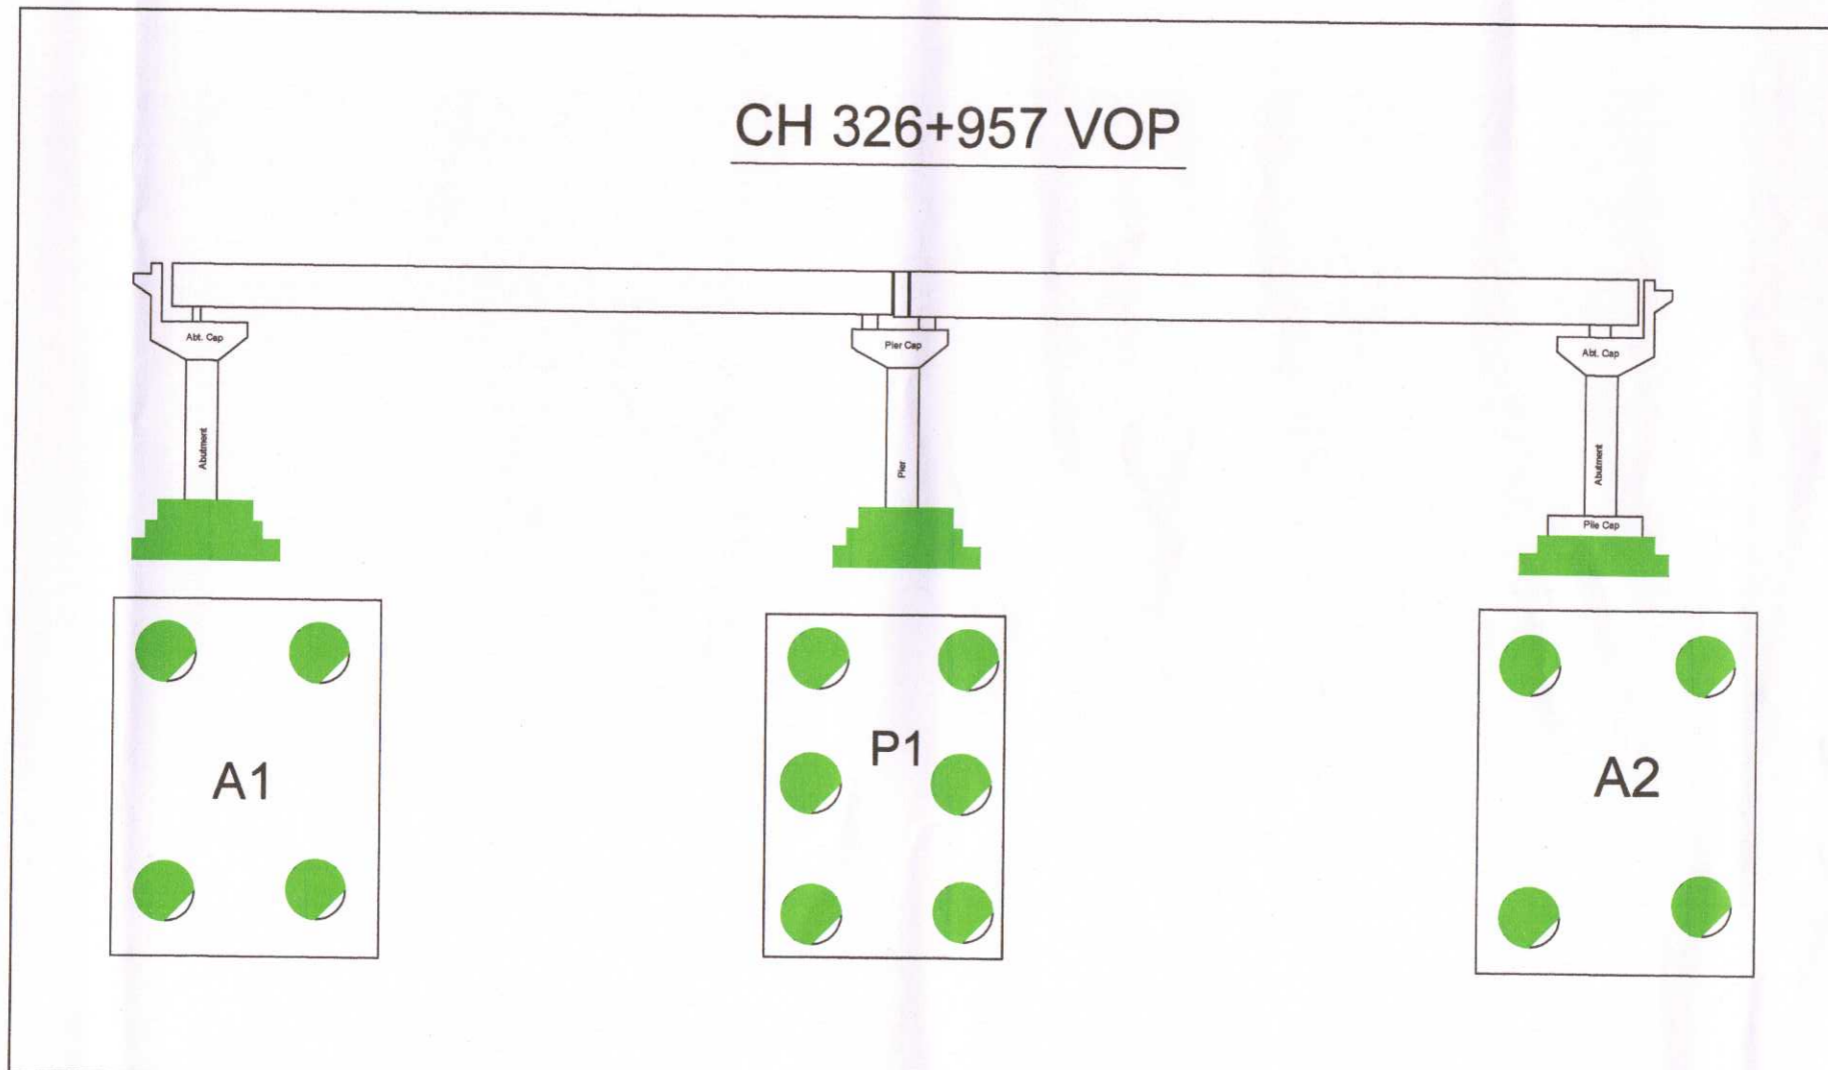 CH 326+957 VOP
Abt. Cap
Pier Cap
Abt. Cap
Abutment
Pier
Abutment
Pile Cap
A1
P1
A2